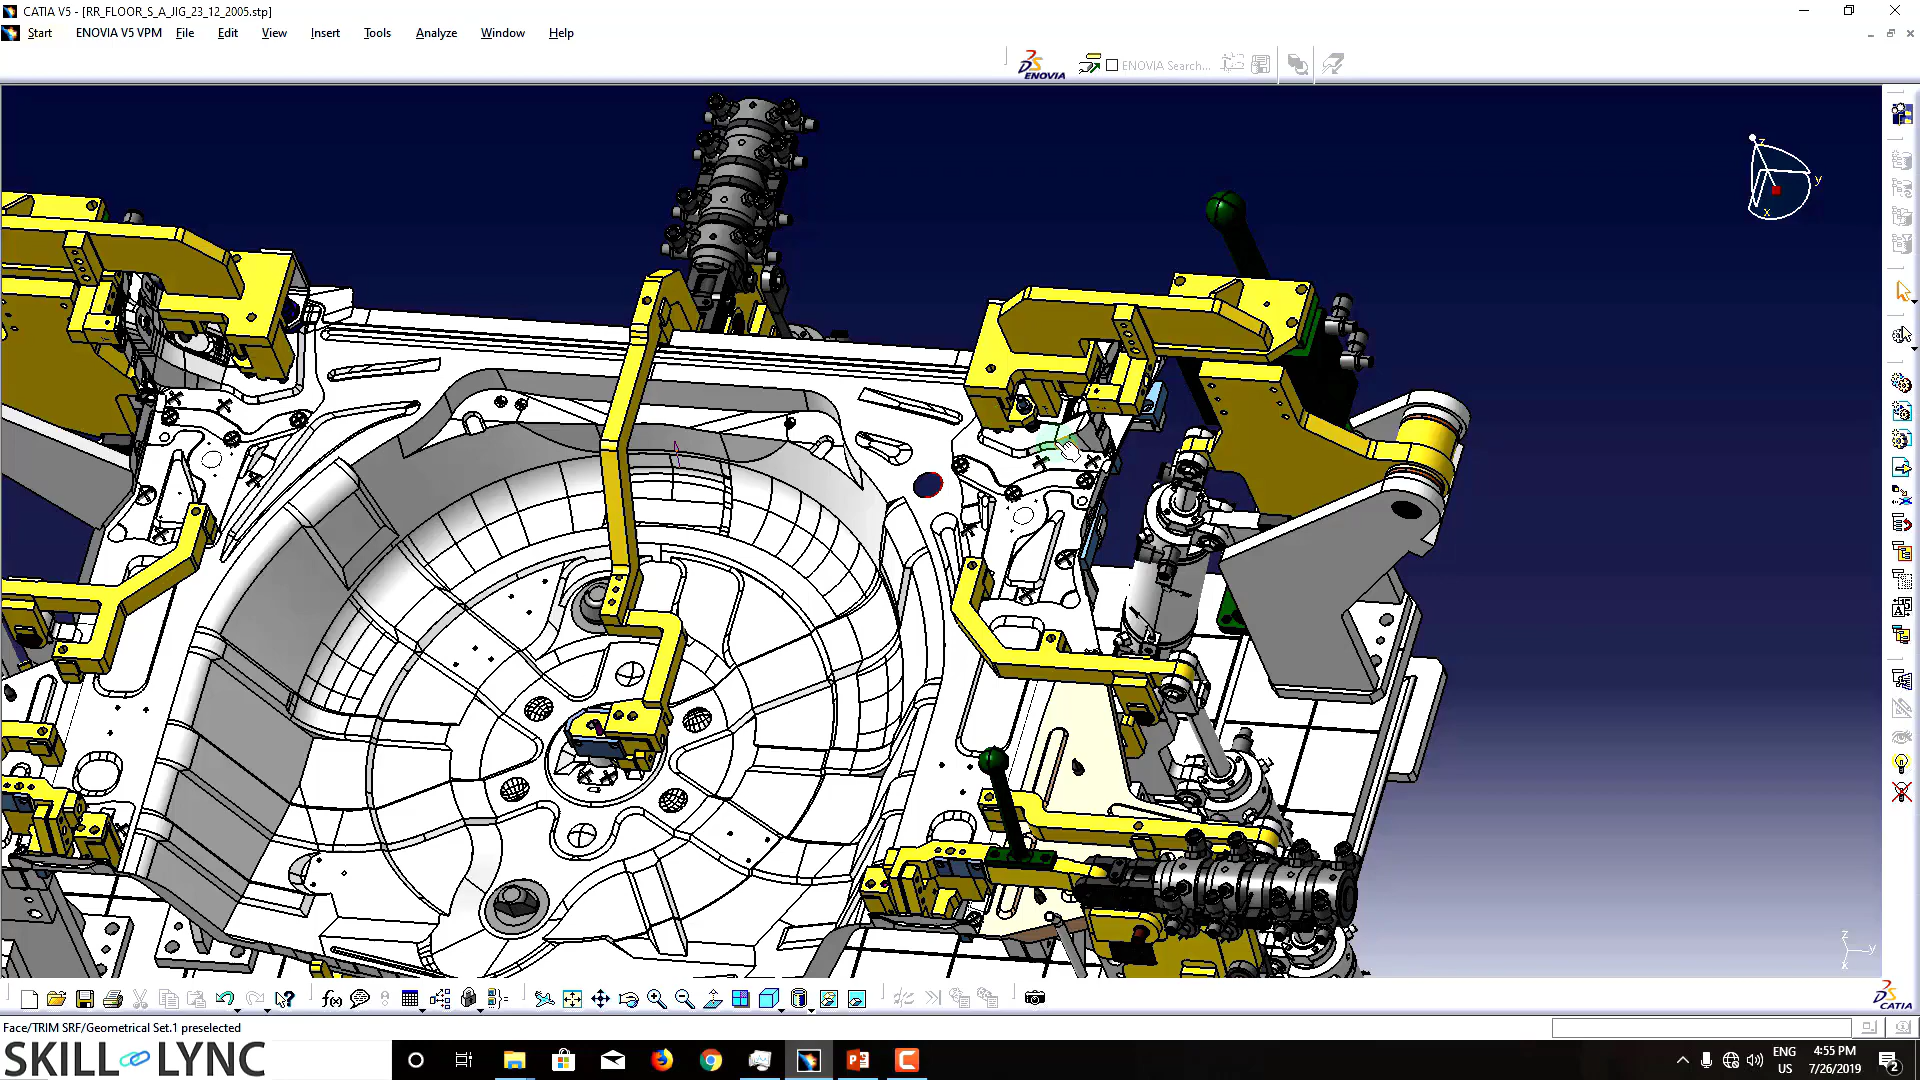 CATIA V5 - [RR_FLOOR_S_A_JIG_23_12_2005.stp]
Start ENOVIA V5 VPM File Edit View Insert Tools Analyze Window Help
ENOVIA
ENOVIA Search...
z
y
x
z
y
x
f(x)
CATIA
Face/TRIM SRF/Geometrical Set.1 preselected
SKILL LYNC
ENG
US
4:55 PM
7/26/2019
2